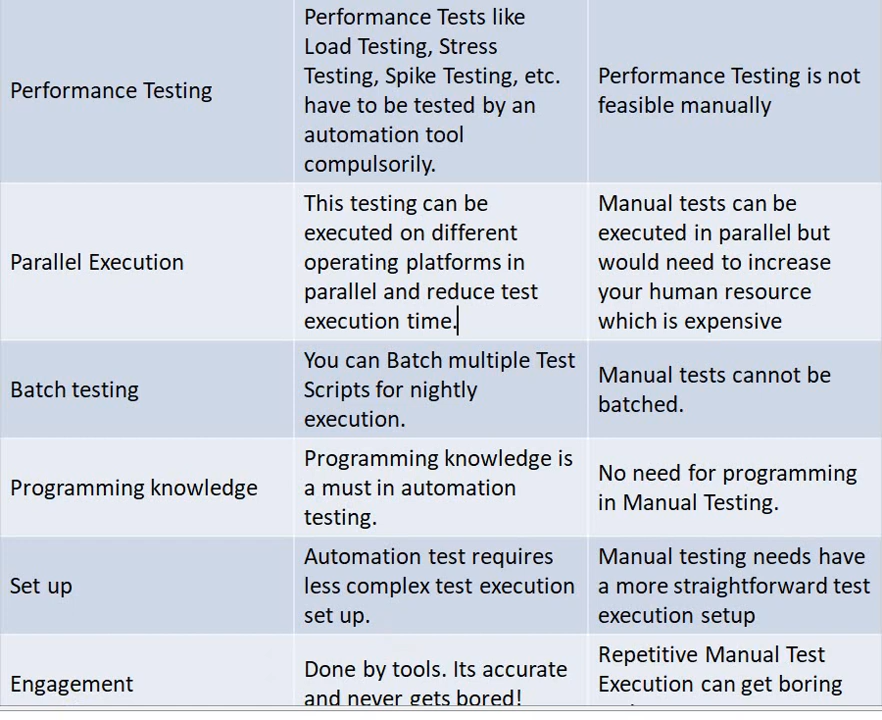 Performance Testing
Performance Tests like
Load Testing, Stress
Testing, Spike Testing, etc.
have to be tested by an
automation tool
compulsorily.
Performance Testing is not
feasible manually
Parallel Execution
This testing can be
executed on different
operating platforms in
parallel and reduce test
execution time.
Manual tests can be
executed in parallel but
would need to increase
your human resource
which is expensive
Batch testing
You can Batch multiple Test
Scripts for nightly
execution.
Manual tests cannot be
batched.
Programming knowledge
Programming knowledge is
a must in automation
testing.
No need for programming
in Manual Testing.
Set up
Automation test requires
less complex test execution
set up.
Manual testing needs have
a more straightforward test
execution setup
Engagement
Done by tools. Its accurate
and never gets bored!
Repetitive Manual Test
Execution can get boring